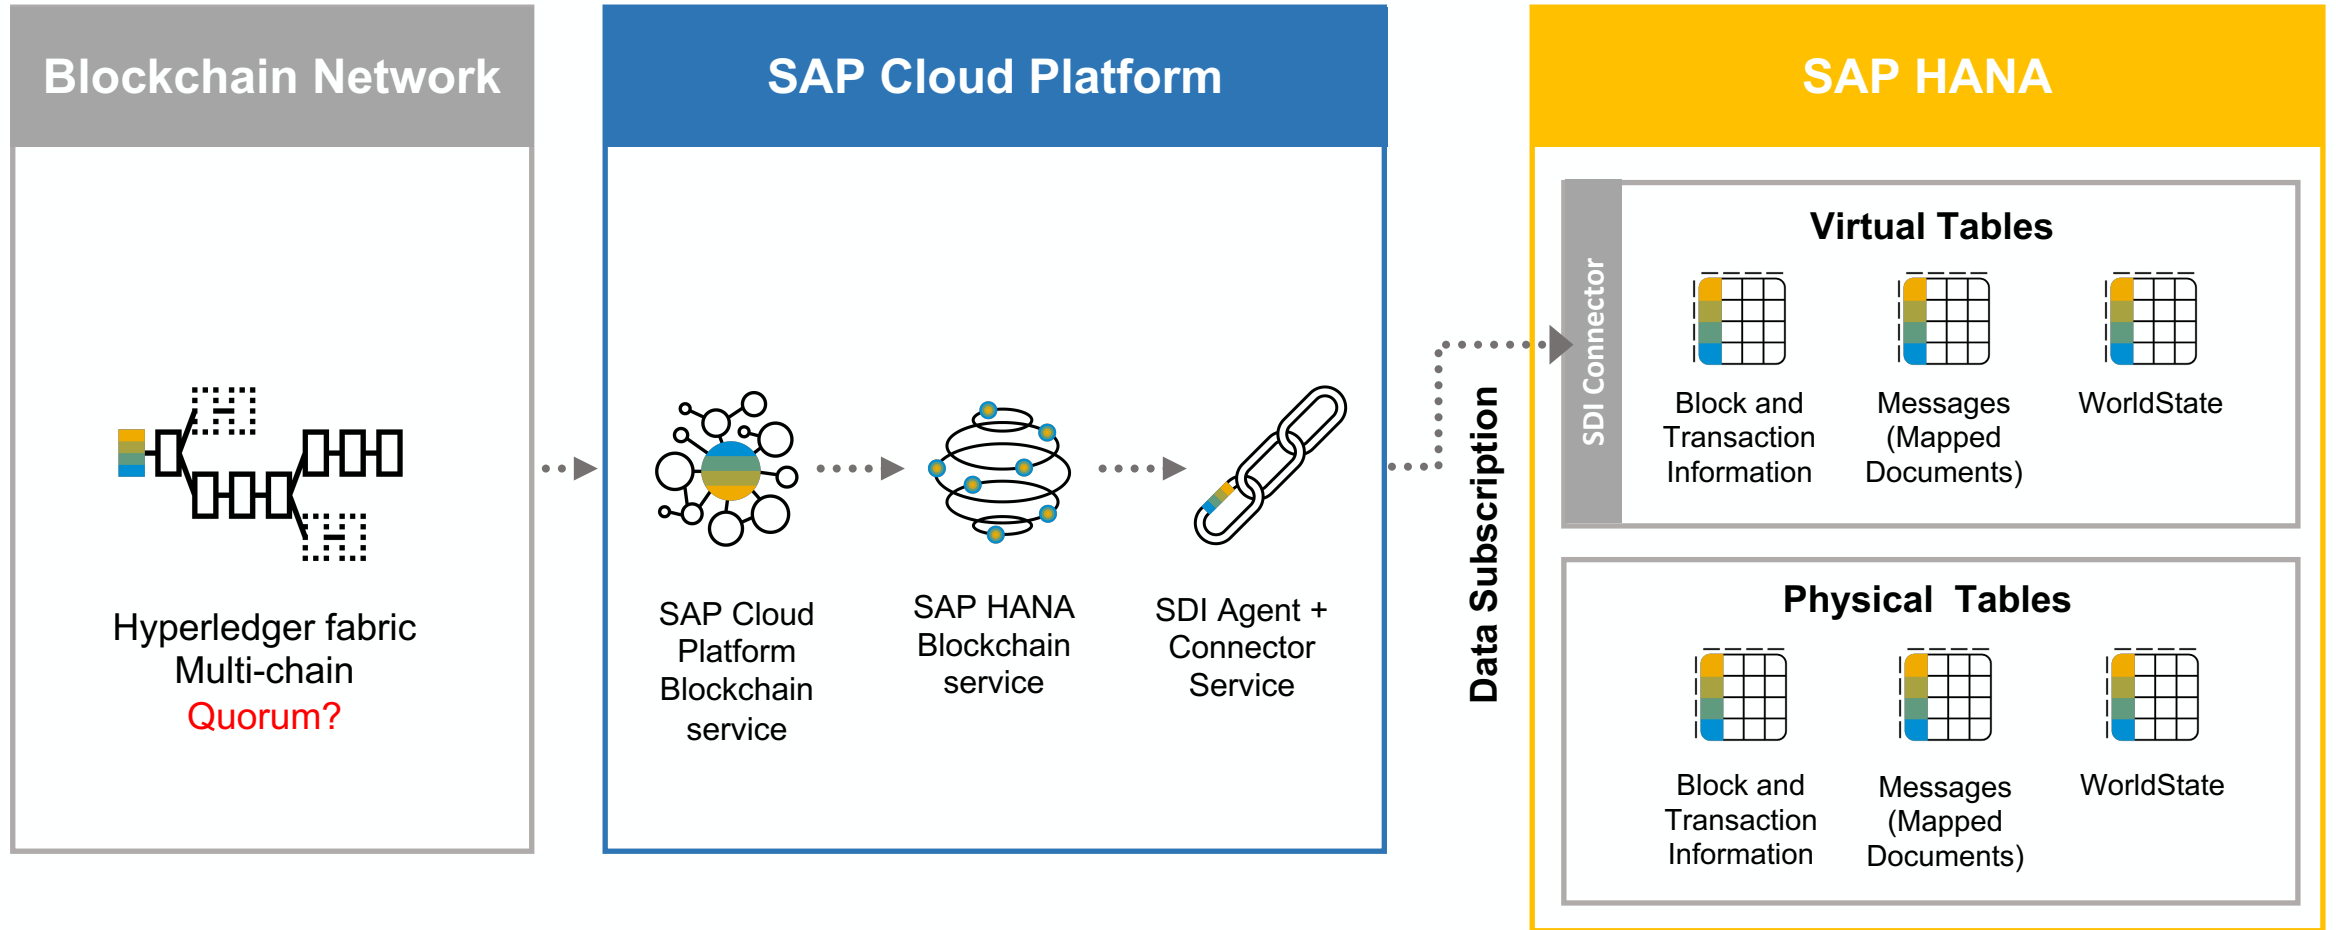 Blockchain Network
Hyperledger fabric
Multi-chain
Quorum?
SAP Cloud Platform
SAP Cloud
Platform
Blockchain
service
SAP HANA
Blockchain
service
SDI Agent +
Connector
Service
Data Subscription
SAP HANA
SDI Connector
Virtual Tables
Block and
Transaction
Information
Messages
(Mapped
Documents)
WorldState
Physical  Tables
Block and
Transaction
Information
Messages
(Mapped
Documents)
WorldState